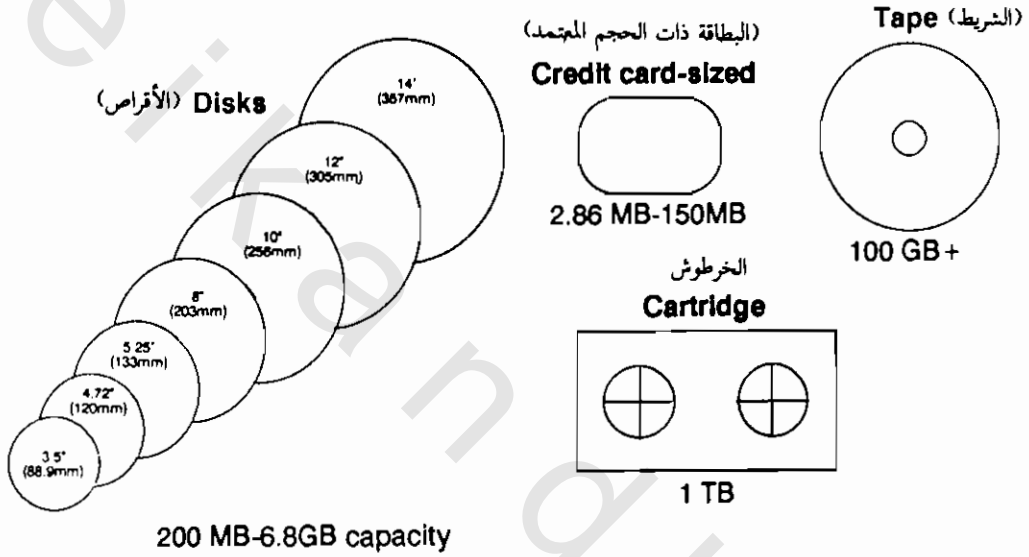 Tape (الشريط)
(البطاقة ذات الحجم المعتمد)
Credit card-sized
2.86 MB-150MB
100 GB+
(الأقراص) Disks
14"
(367mm)
12"
(305mm)
10"
(256mm)
8"
(203mm)
5.25"
(133mm)
4.72"
(120mm)
3.5"
(88.9mm)
200 MB-6.8GB capacity
الخرطوش
Cartridge
1 TB